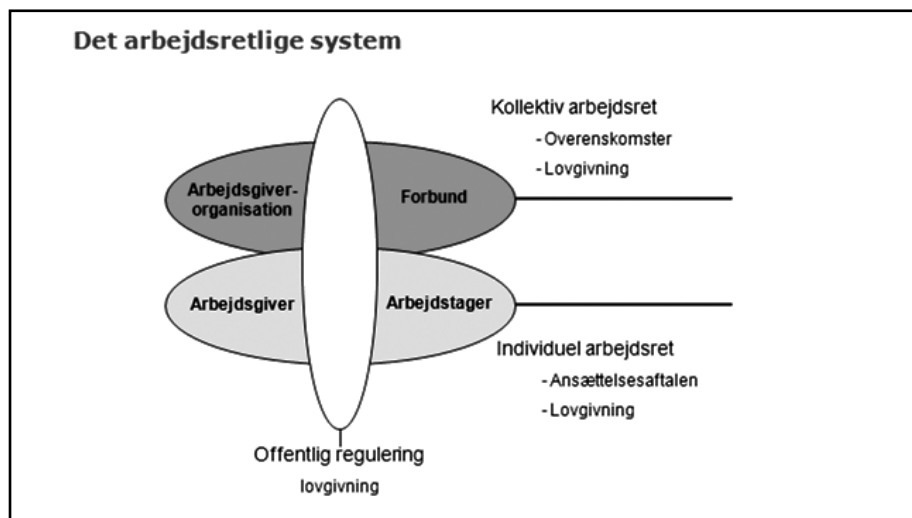 Det arbejdsretlige system
Kollektiv arbejdsret
- Overenskomster
- Lovgivning
Arbejdsgiver-
organisation
Forbund
Arbejdsgiver
Arbejdstager
Individuel arbejdsret
- Ansættelsesaftalen
- Lovgivning
Offentlig regulering
lovgivning